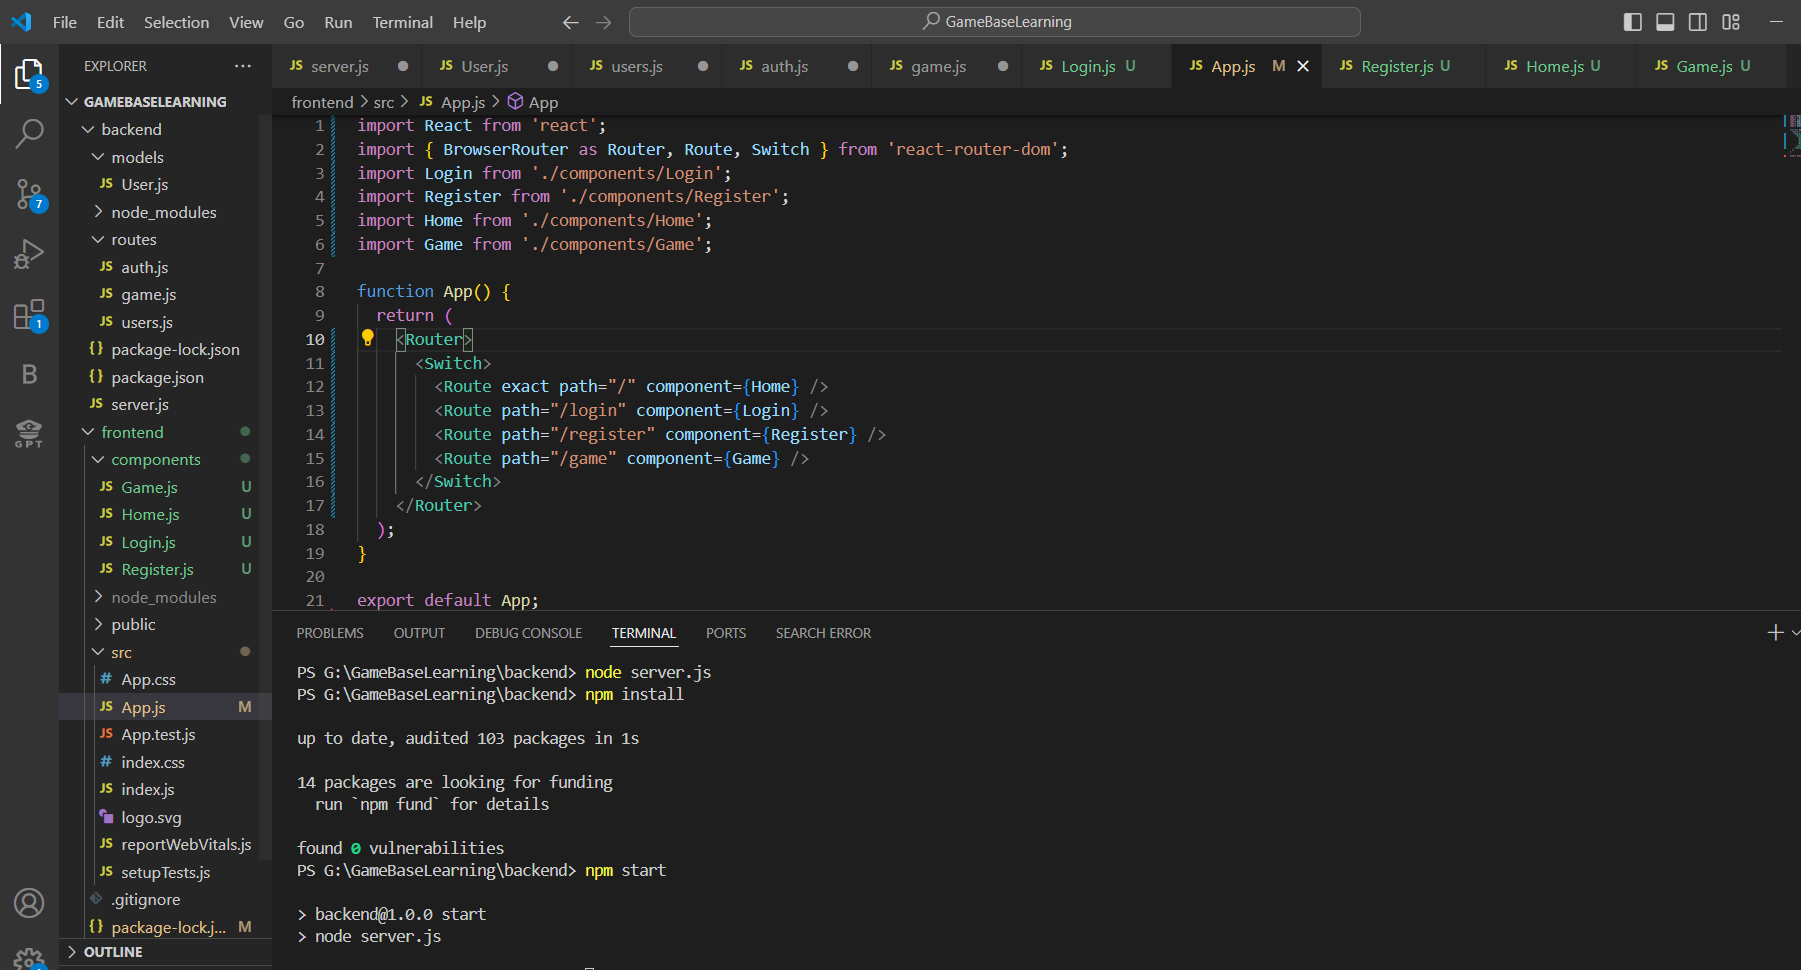 File Edit Selection View Go Run Terminal Help
GameBaseLearning
EXPLORER
GAMEBASELEARNING
backend
models
JS User.js
node_modules
routes
JS auth.js
JS game.js
JS users.js
{} package-lock.json
{} package.json
JS server.js
frontend
components
JS Game.js U
JS Home.js U
JS Login.js U
JS Register.js U
node_modules
public
src
# App.css
JS App.js M
JS App.test.js
# index.css
JS index.js
logo.svg
JS reportWebVitals.js
JS setupTests.js
.gitignore
{} package-lock.j... M
OUTLINE
5
7
1
B
GPT
JS server.js JS User.js JS users.js JS auth.js JS game.js JS Login.js U JS App.js M JS Register.js U JS Home.js U JS Game.js U
frontend > src > JS App.js > App
1 import React from 'react';
2 import { BrowserRouter as Router, Route, Switch } from 'react-router-dom';
3 import Login from './components/Login';
4 import Register from './components/Register';
5 import Home from './components/Home';
6 import Game from './components/Game';
7
8 function App() {
9 return (
10 <Router>
11 <Switch>
12 <Route exact path="/" component={Home} />
13 <Route path="/login" component={Login} />
14 <Route path="/register" component={Register} />
15 <Route path="/game" component={Game} />
16 </Switch>
17 </Router>
18 );
19 }
20
21 export default App;
PROBLEMS OUTPUT DEBUG CONSOLE TERMINAL PORTS SEARCH ERROR
PS G:\GameBaseLearning\backend> node server.js
PS G:\GameBaseLearning\backend> npm install
up to date, audited 103 packages in 1s
14 packages are looking for funding
run `npm fund` for details
found 0 vulnerabilities
PS G:\GameBaseLearning\backend> npm start
> backend@1.0.0 start
> node server.js